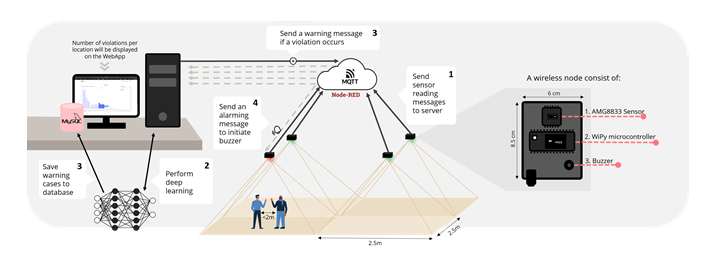 Number of violations per
location will be displayed
on the WebApp
Send a warning message
if a violation occurs
3
MQTT
Node-RED
Send
sensor
reading
messages
to server
1
A wireless node consist of:
6 cm
8.5 cm
1. AMG8833 Sensor
2. WiPy microcontroller
3. Buzzer
MySQL
Send an
alarming
message
to initiate
buzzer
4
Save
warning
cases to
database
3
Perform
deep
learning
2
<2m
2.5m
2.5m